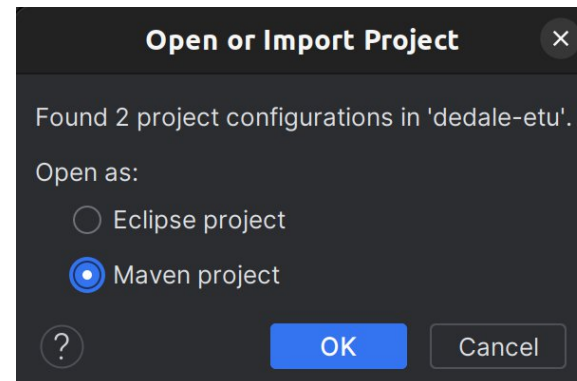 Open or Import Project
Found 2 project configurations in 'dedale-etu'.
Open as:
Eclipse project
Maven project
?
OK
Cancel